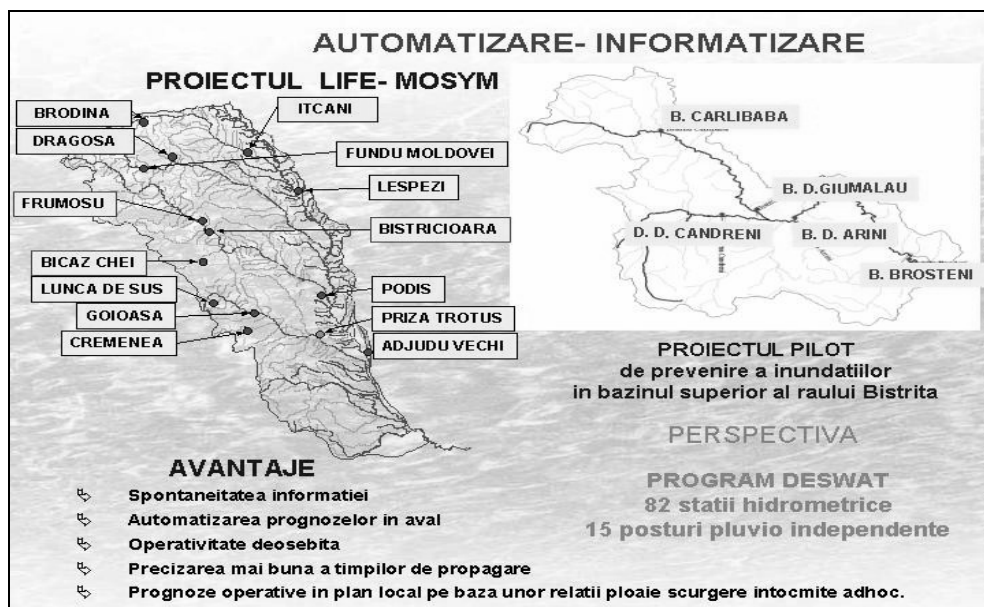 AUTOMATIZARE- INFORMATIZARE
PROIECTUL LIFE- MOSYM
BRODINA
ITCANI
DRAGOSA
FUNDU MOLDOVEI
LESPEZI
FRUMOSU
BISTRICIOARA
BICAZ CHEI
LUNCA DE SUS
PODIS
GOIOASA
PRIZA TROTUS
CREMENEA
ADJUDU VECHI
B. CARLIBABA
B. D.GIUMALAU
D. D. CANDRENI
B. D. ARINI
B. BROSTENI
PROIECTUL PILOT
de prevenire a inundatiilor
in bazinul superior al raului Bistrita
PERSPECTIVA
PROGRAM DESWAT
82 statii hidrometrice
15 posturi pluvio independente
AVANTAJE
Spontaneitatea informatiei
Automatizarea prognozelor in aval
Operativitate deosebita
Precizarea mai buna a timpilor de propagare
Prognoze operative in plan local pe baza unor relatii ploaie scurgere intocmite adhoc.